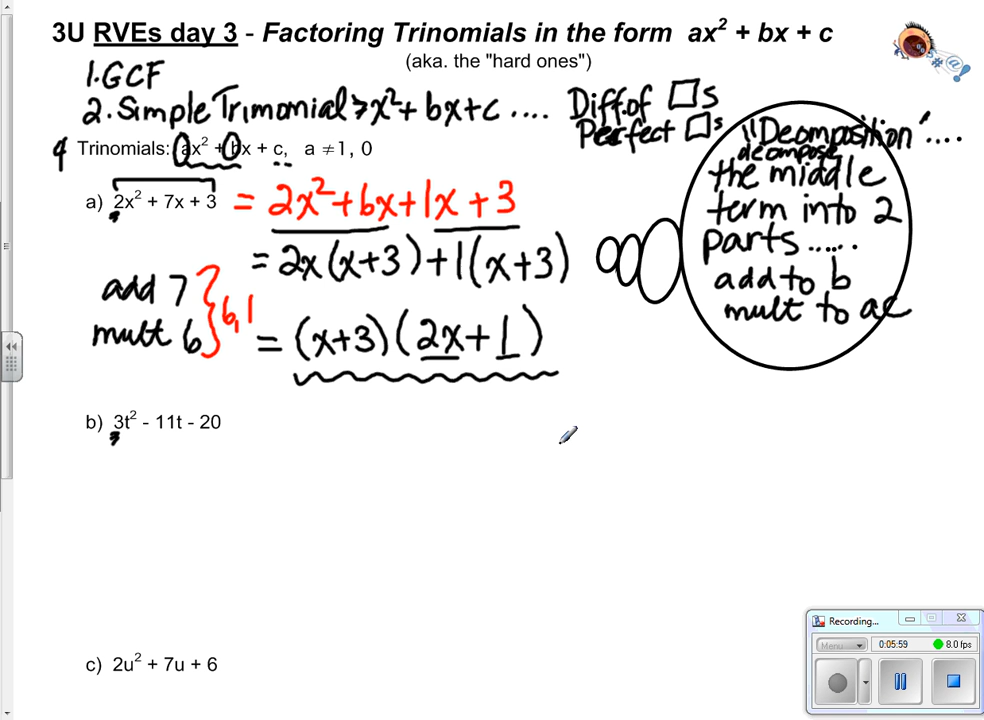 3U RVEs day 3 - Factoring Trinomials in the form ax² + bx + c
(aka. the "hard ones")
1.GCF
2. Simple Trimomial → x² + bx + c .... Diff. of □s
Perfect □s
Trinomials: ax² + bx + c, a ≠ 1, 0
"Decomposition" ....
decompose
the middle
term into 2
parts .....
add to b
mult to ac
a) 2x² + 7x + 3 = 2x² + 6x + 1x + 3
= 2x(x+3) + 1(x+3)
add 7
mult 6
6, 1
= (x+3)(2x+1)
b) 3t² - 11t - 20
c) 2u² + 7u + 6
Recording...
Menu
0:05:59
8.0 fps